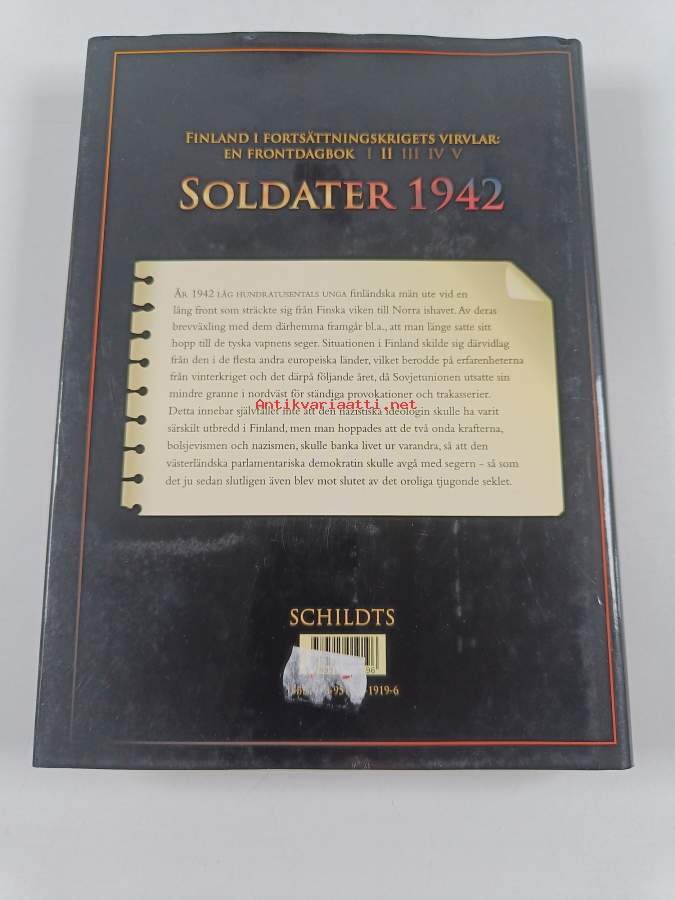 FINLAND I FORTSÄTTNINGSKRIGETS VIRVLAR:
EN FRONTDAGBOK I II III IV V
SOLDATER 1942
ÅR 1942 LÅG HUNDRATUSENTALS UNGA finländska män ute vid en
lång front som sträckte sig från Finska viken till Norra ishavet. Av deras
brevväxling med dem därhemma framgår bl.a., att man länge satte sitt
hopp till de tyska vapnens seger. Situationen i Finland skilde sig därvidlag
från den i de flesta andra europeiska länder, vilket berodde på erfarenheterna
från vinterkriget och det därpå följande året, då Sovjetunionen utsatte sin
mindre granne i nordväst för ständiga provokationer och trakasserier.
Antikvariaatti.net
Detta innebar självfallet inte att den nazistiska ideologin skulle ha varit
särskilt utbredd i Finland, men man hoppades att de två onda krafterna,
bolsjevismen och nazismen, skulle banka livet ur varandra, så att den
västerländska parlamentariska demokratin skulle avgå med segern – så som
det ju sedan slutligen även blev mot slutet av det oroliga tjugonde seklet.
SCHILDTS
-1919-6